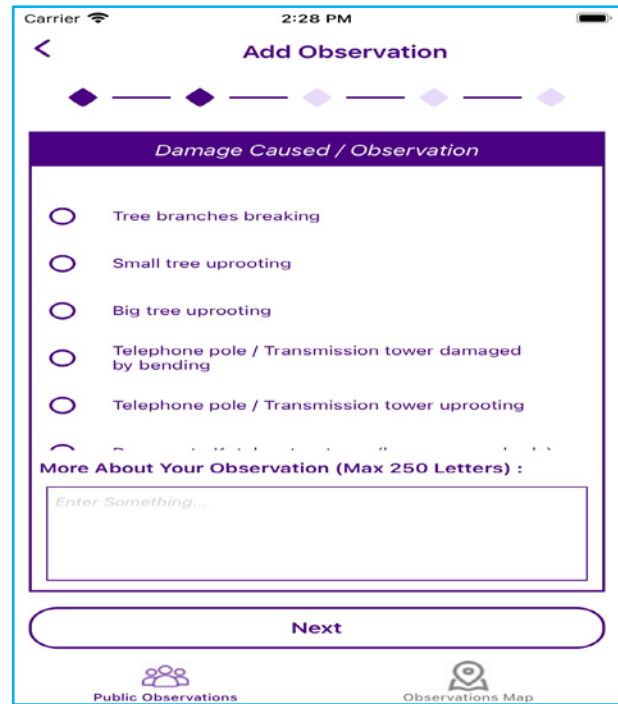 Carrier 2:28 PM
Add Observation
Damage Caused / Observation
Tree branches breaking
Small tree uprooting
Big tree uprooting
Telephone pole / Transmission tower damaged
by bending
Telephone pole / Transmission tower uprooting
More About Your Observation (Max 250 Letters) :
Enter Something...
Next
Public Observations Observations Map